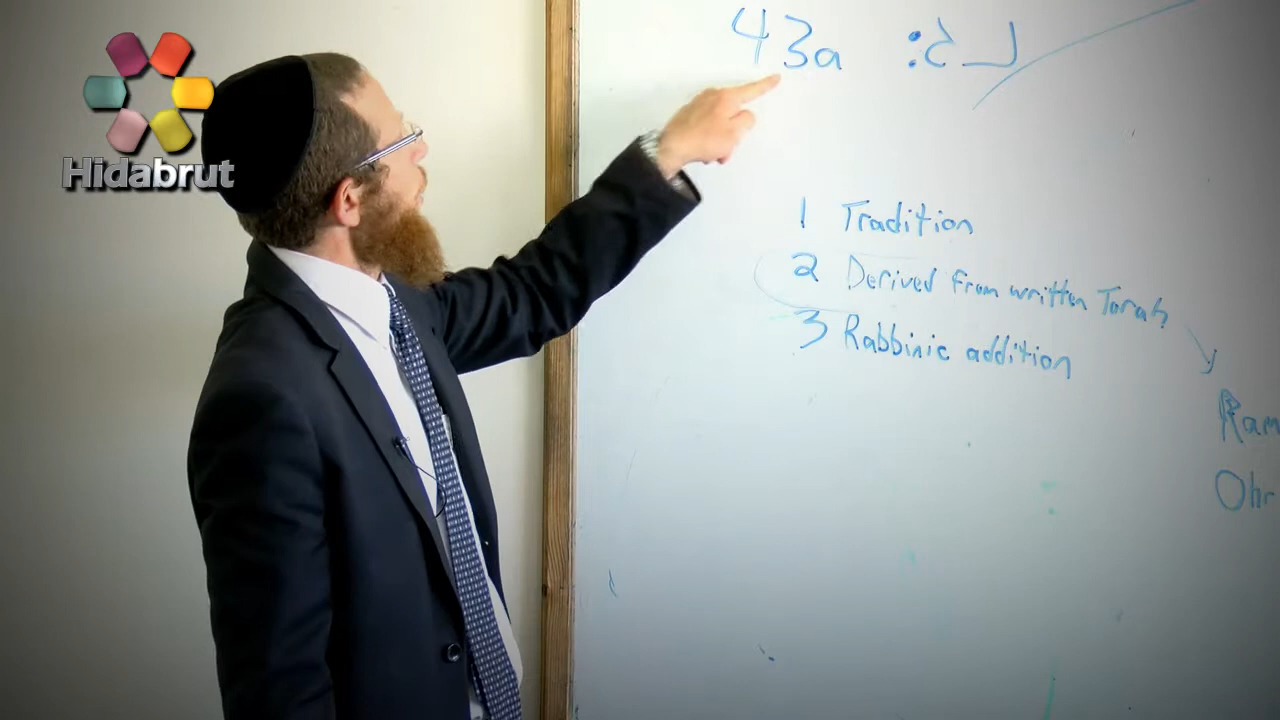 Hidabrut
43a
1 Tradition
2 Derived from written Torah
3 Rabbinic addition
Ram
Ohr